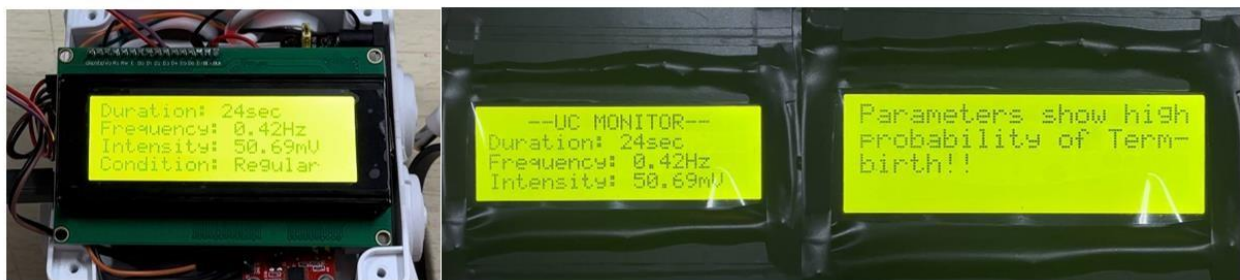 Duration: 24sec
Frequency: 0.42Hz
Intensity: 50.69mV
Condition: Regular
--UC MONITOR--
Duration: 24sec
Frequency: 0.42Hz
Intensity: 50.69mV
Parameters show high
probability of Term-
birth!!